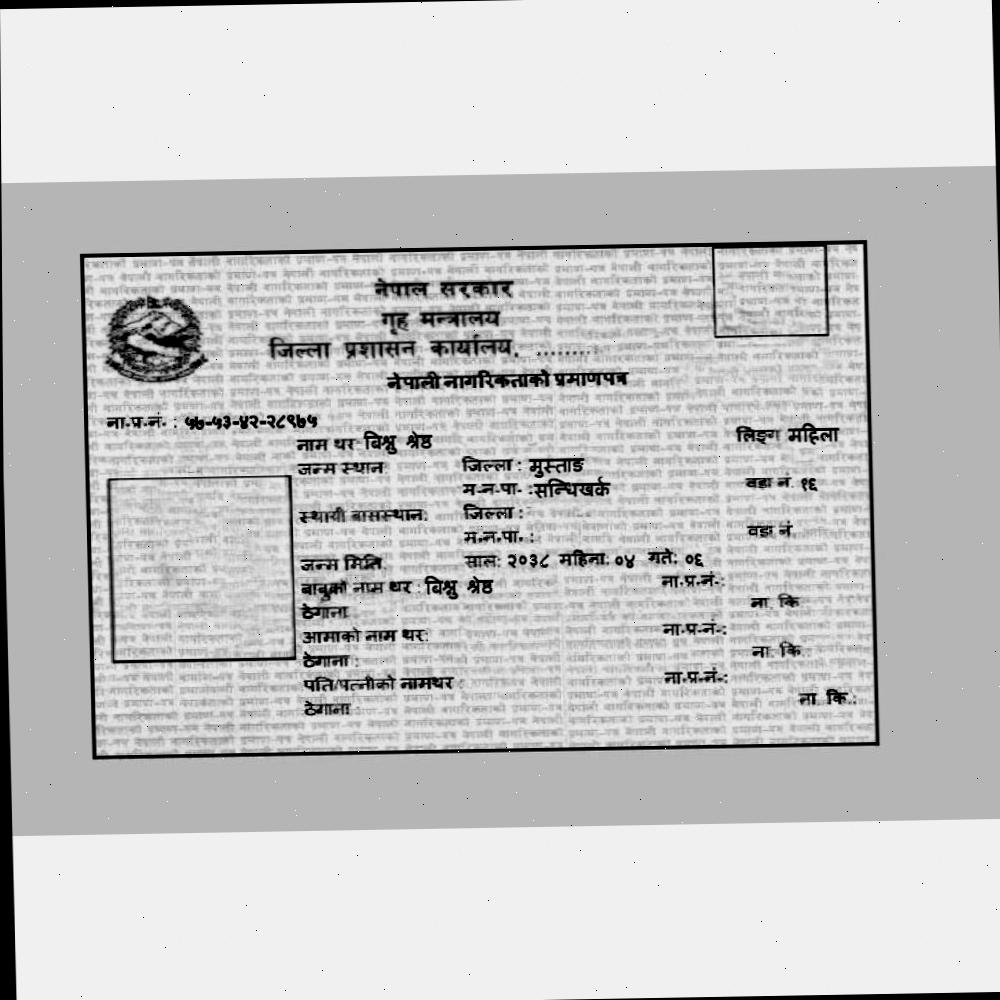 नेपाल सरकार
गृह मन्त्रालय
जिल्ला प्रशासन कार्यालय, .........
नेपाली नागरिकताको प्रमाणपत्र
ना.प्र.नं. : ५७-५३-४२-२८९७५
नाम थर: बिश्नु श्रेष्ठ लिङ्ग महिला
जन्म स्थान: जिल्ला : मुस्ताङ
म.न.पा. :सन्धिखर्क वडा नं. १६
स्थायी बासस्थान: जिल्ला :
म.न.पा. : वडा नं.
जन्म मिति: साल: २०३८ महिना: ०४ गते: ०६
बाबुको नाम थर : बिश्नु श्रेष्ठ ना.प्र.नं.:
ठेगाना ना. कि
आमाको नाम थर: ना.प्र.नं.:
ठेगाना : ना. कि.:
पति/पत्नीको नामथर : ना.प्र.नं.:
ठेगाना : ना. कि.: